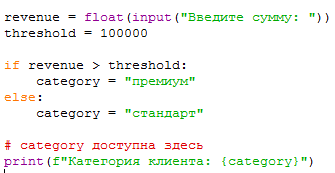 revenue = float(input("Введите сумму: "))
threshold = 100000

if revenue > threshold:
    category = "премиум"
else:
    category = "стандарт"

# category доступна здесь
print(f"Категория клиента: {category}")